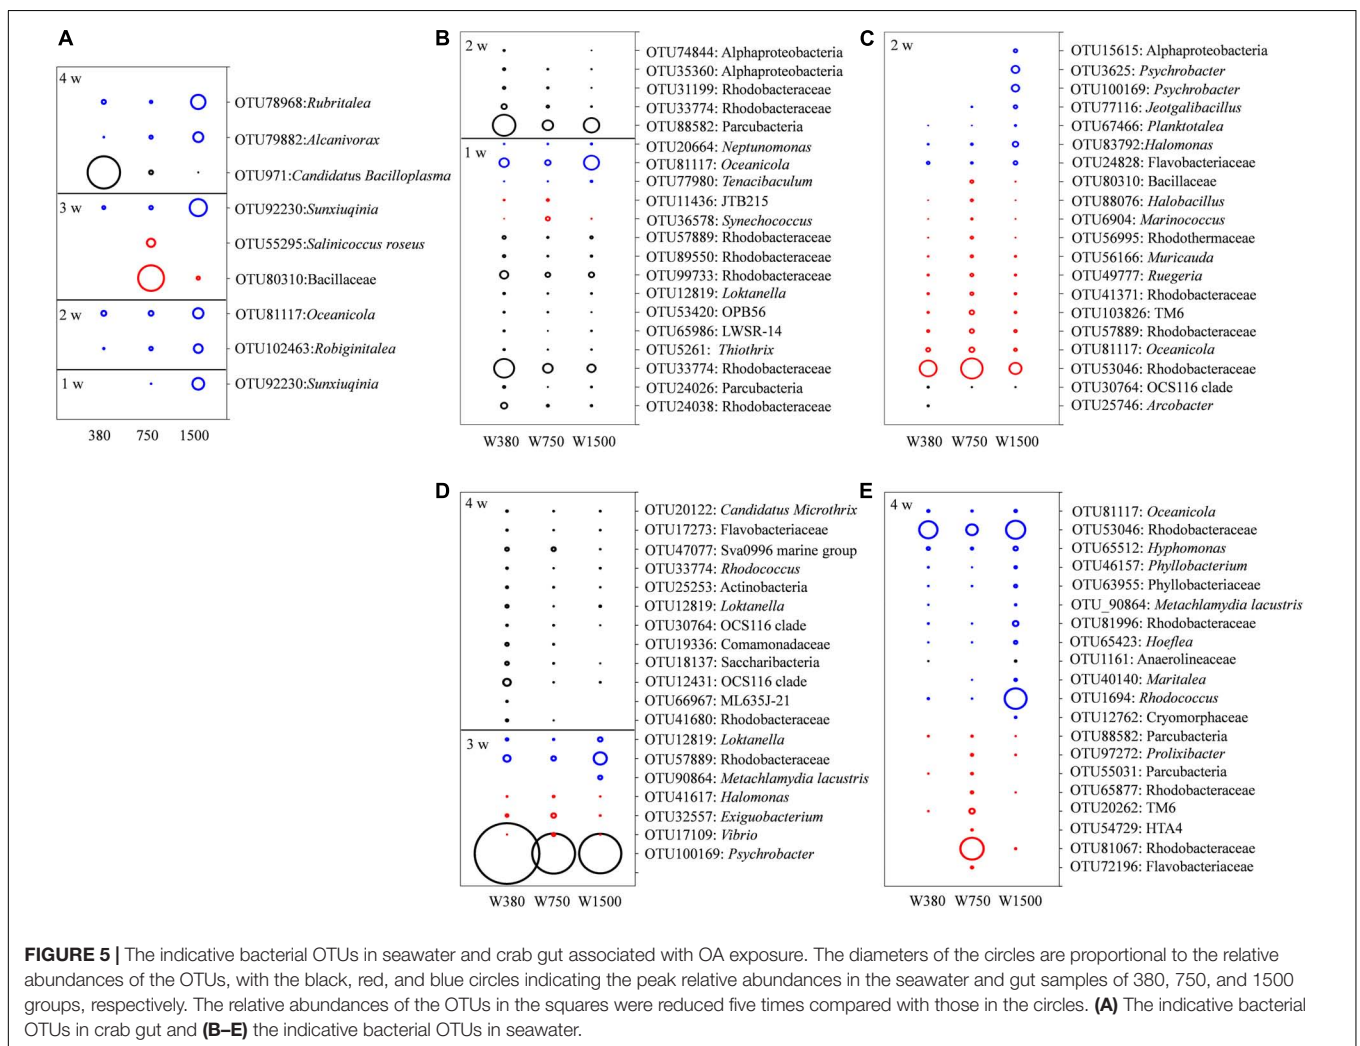 A
4 w
OTU78968:Rubritalea
OTU79882:Alcanivorax
OTU971:Candidatus Bacilloplasma
3 w
OTU92230:Sunxiuqinia
OTU55295:Salinicoccus roseus
OTU80310:Bacillaceae
2 w
OTU81117:Oceanicola
OTU102463:Robiginitalea
1 w
OTU92230:Sunxiuqinia
380 750 1500
B
2 w
OTU74844: Alphaproteobacteria
OTU35360: Alphaproteobacteria
OTU31199: Rhodobacteraceae
OTU33774: Rhodobacteraceae
OTU88582: Parcubacteria
1 w
OTU20664: Neptunomonas
OTU81117: Oceanicola
OTU77980: Tenacibaculum
OTU11436: JTB215
OTU36578: Synechococcus
OTU57889: Rhodobacteraceae
OTU89550: Rhodobacteraceae
OTU99733: Rhodobacteraceae
OTU12819: Loktanella
OTU53420: OPB56
OTU65986: LWSR-14
OTU5261: Thiothrix
OTU33774: Rhodobacteraceae
OTU24026: Parcubacteria
OTU24038: Rhodobacteraceae
W380 W750 W1500
C
2 w
OTU15615: Alphaproteobacteria
OTU3625: Psychrobacter
OTU100169: Psychrobacter
OTU77116: Jeotgalibacillus
OTU67466: Planktotalea
OTU83792: Halomonas
OTU24828: Flavobacteriaceae
OTU80310: Bacillaceae
OTU88076: Halobacillus
OTU6904: Marinococcus
OTU56995: Rhodothermaceae
OTU56166: Muricauda
OTU49777: Ruegeria
OTU41371: Rhodobacteraceae
OTU103826: TM6
OTU57889: Rhodobacteraceae
OTU81117: Oceanicola
OTU53046: Rhodobacteraceae
OTU30764: OCS116 clade
OTU25746: Arcobacter
W380 W750 W1500
D
4 w
OTU20122: Candidatus Microthrix
OTU17273: Flavobacteriaceae
OTU47077: Sva0996 marine group
OTU33774: Rhodococcus
OTU25253: Actinobacteria
OTU12819: Loktanella
OTU30764: OCS116 clade
OTU19336: Comamonadaceae
OTU18137: Saccharibacteria
OTU12431: OCS116 clade
OTU66967: ML635J-21
OTU41680: Rhodobacteraceae
3 w
OTU12819: Loktanella
OTU57889: Rhodobacteraceae
OTU90864: Metachlamydia lacustris
OTU41617: Halomonas
OTU32557: Exiguobacterium
OTU17109: Vibrio
OTU100169: Psychrobacter
W380 W750 W1500
E
4 w
OTU81117: Oceanicola
OTU53046: Rhodobacteraceae
OTU65512: Hyphomonas
OTU46157: Phyllobacterium
OTU63955: Phyllobacteriaceae
OTU_90864: Metachlamydia lacustris
OTU81996: Rhodobacteraceae
OTU65423: Hoeflea
OTU1161: Anaerolineaceae
OTU40140: Maritalea
OTU1694: Rhodococcus
OTU12762: Cryomorphaceae
OTU88582: Parcubacteria
OTU97272: Prolixibacter
OTU55031: Parcubacteria
OTU65877: Rhodobacteraceae
OTU20262: TM6
OTU54729: HTA4
OTU81067: Rhodobacteraceae
OTU72196: Flavobacteriaceae
W380 W750 W1500
FIGURE 5 | The indicative bacterial OTUs in seawater and crab gut associated with OA exposure. The diameters of the circles are proportional to the relative
abundances of the OTUs, with the black, red, and blue circles indicating the peak relative abundances in the seawater and gut samples of 380, 750, and 1500
groups, respectively. The relative abundances of the OTUs in the squares were reduced five times compared with those in the circles. (A) The indicative bacterial
OTUs in crab gut and (B–E) the indicative bacterial OTUs in seawater.